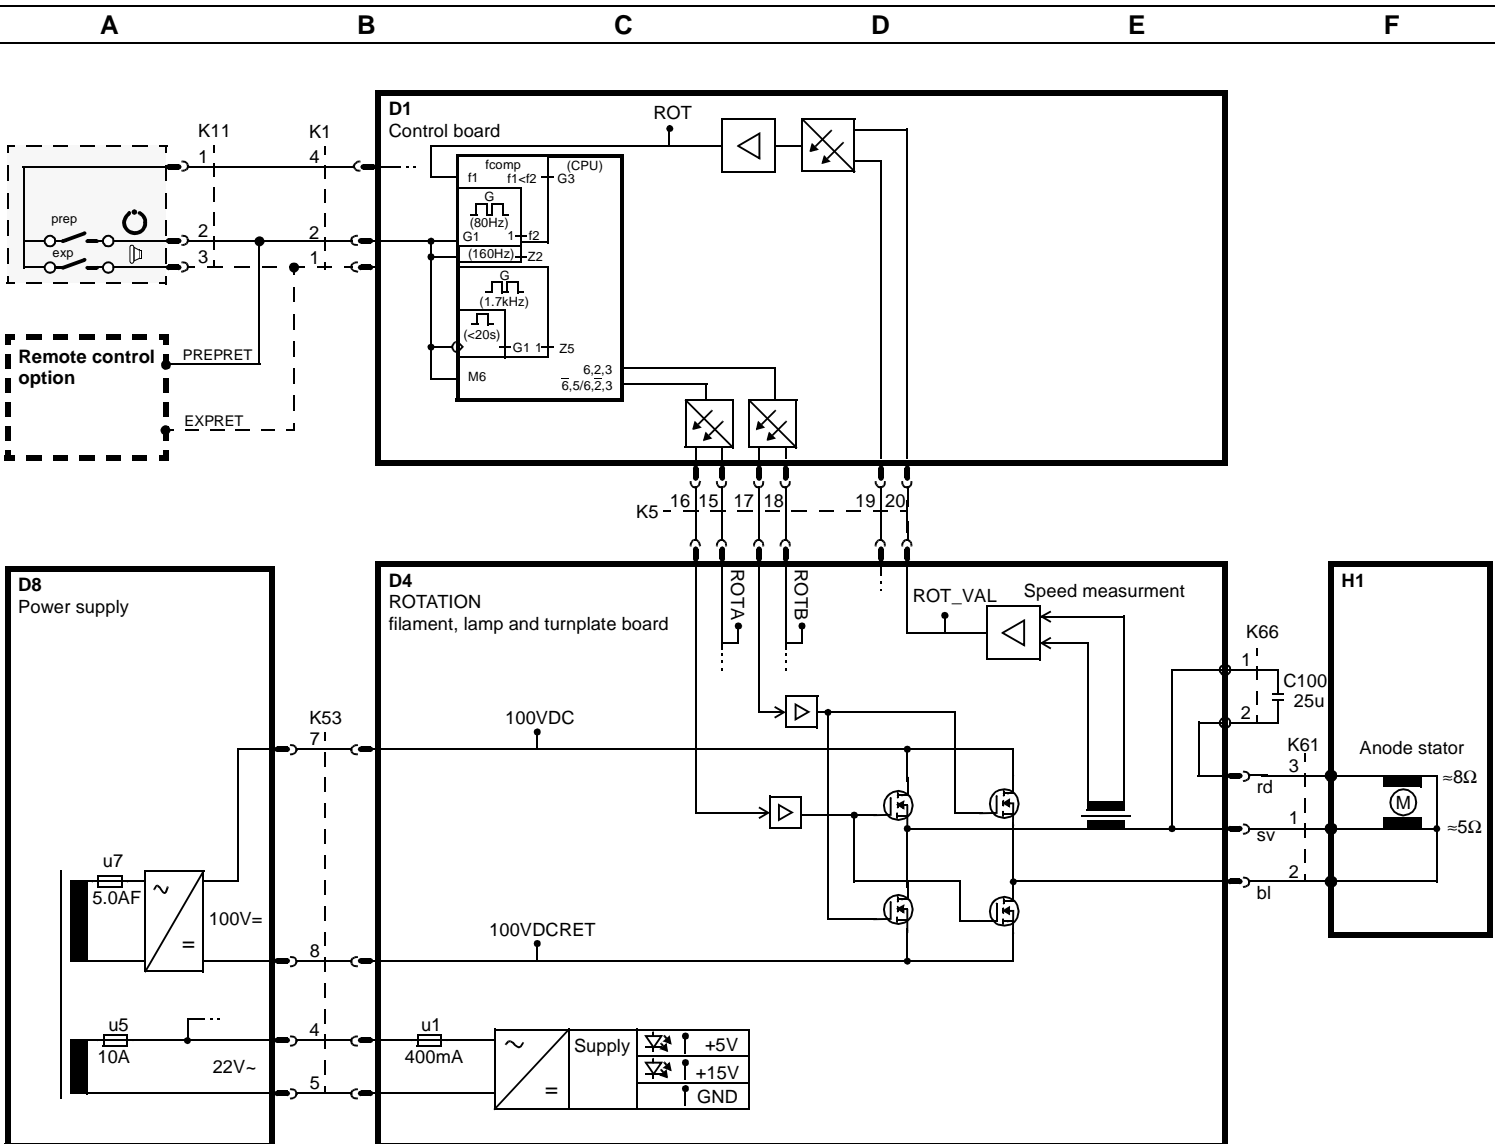 A B C D E F
D1
Control board
ROT
K11 K1
1 4
fcomp (CPU)
f1 f1<f2 G3
G
(80Hz)
G1 1 f2
(160Hz) Z2
G
(1.7kHz)
(<20s)
G1 1 Z5
M6
6,2,3
6,5/6,2,3
prep
2 2
exp
3 1
Remote control
option
PREPRET
EXPRET
K5 16 15 17 18 19 20
D8
Power supply
D4
ROTATION
filament, lamp and turnplate board
ROTA
ROTB
ROT_VAL
Speed measurment
H1
K66
1
C100
25u
2
K53
7
100VDC
K61
3
rd
Anode stator
≈8Ω
M
1
sv
≈5Ω
2
bl
u7
5.0AF
~
=
100V=
100VDCRET
8
u5
10A
22V~
4
5
u1
400mA
~
=
Supply
+5V
+15V
GND